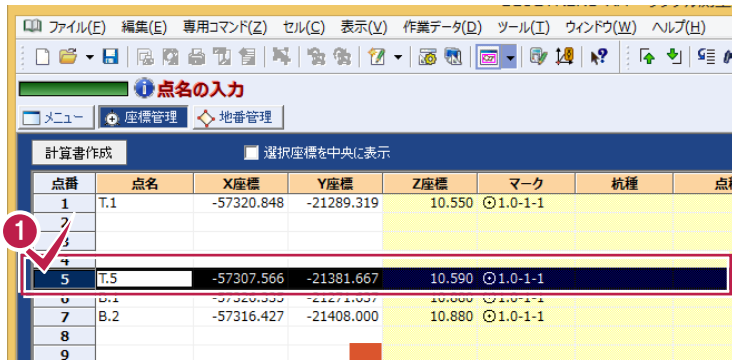 ファイル(F) 編集(E) 専用コマンド(Z) セル(C) 表示(V) 作業データ(D) ツール(T) ウィンドウ(W) ヘルプ(H)
点名の入力
メニュー 座標管理 地番管理
計算書作成 選択座標を中央に表示
点番 点名 X座標 Y座標 Z座標 マーク 杭種
1 T.1 -57320.848 -21289.319 10.550 1.0-1-1
2
3
4
1
5 T.5 -57307.566 -21381.667 10.590 1.0-1-1
6 B.1 1.0-1-1
7 B.2 -57316.427 -21408.000 10.880 1.0-1-1
8
9